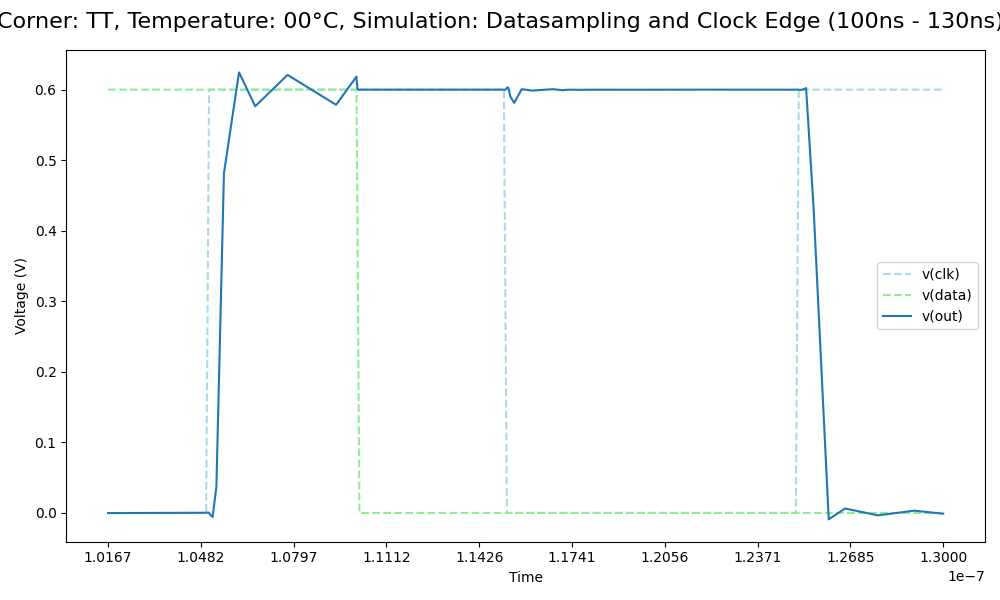 Corner: TT, Temperature: 00°C, Simulation: Datasampling and Clock Edge (100ns - 130ns)
0.6
0.5
0.4
0.3
0.2
0.1
0.0
Voltage (V)
v(clk)
v(data)
v(out)
1.0167 1.0482 1.0797 1.1112 1.1426 1.1741 1.2056 1.2371 1.2685 1.3000
Time
1e−7